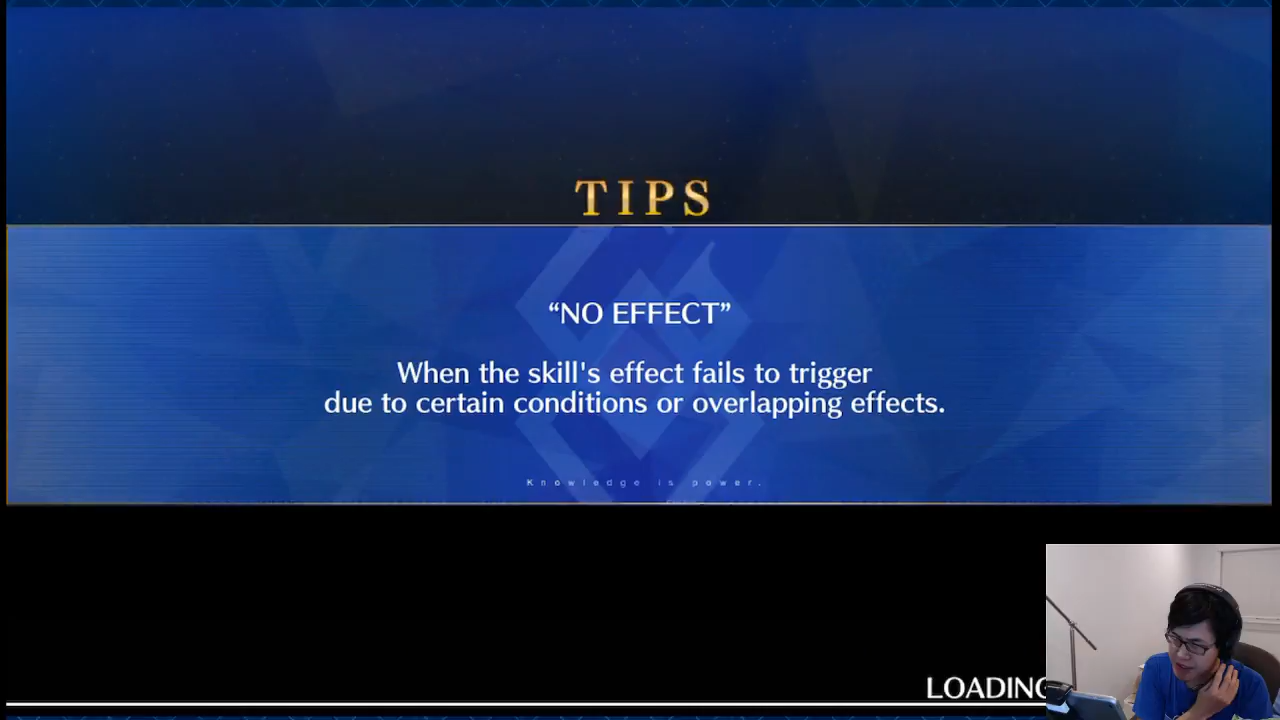 TIPS
“NO EFFECT”
When the skill's effect fails to trigger
due to certain conditions or overlapping effects.
Knowledge is power.
LOADING